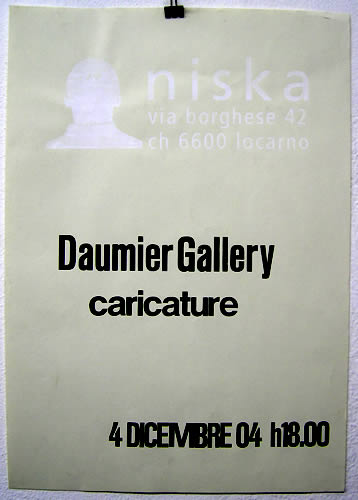 niska
via borghese 42
ch 6600 locarno
Daumier Gallery
caricature
4 DICEMBRE 04 h18.00